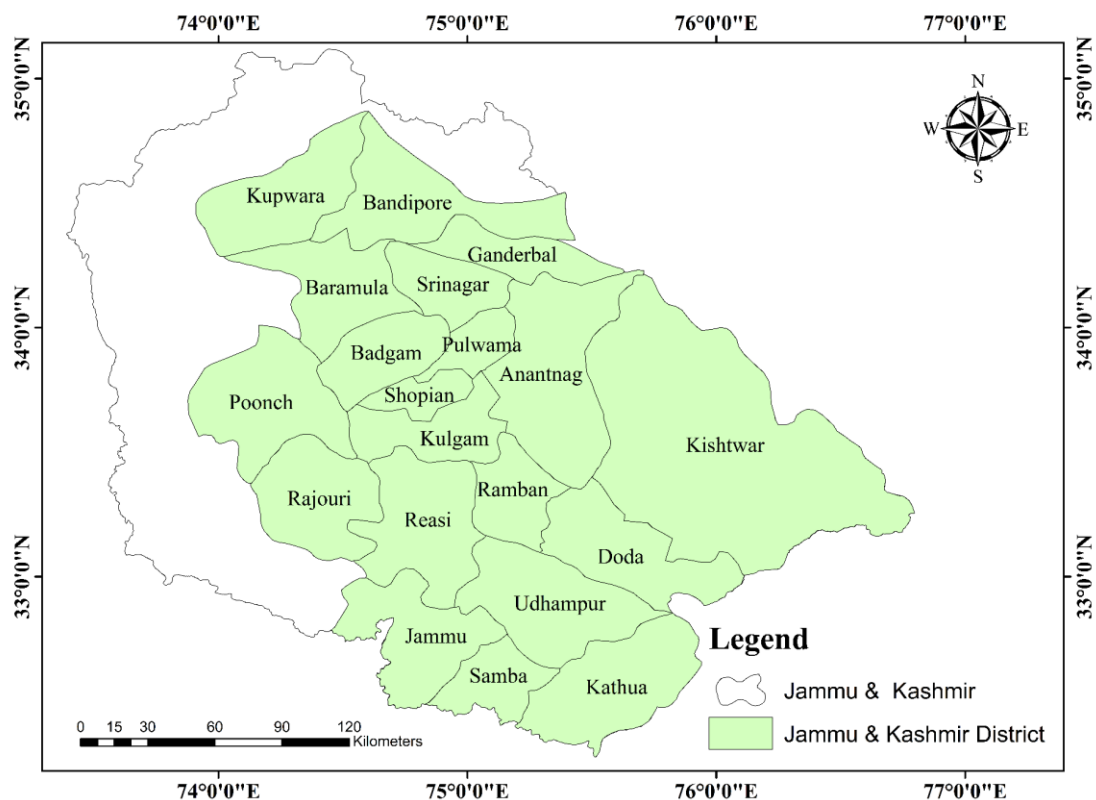 74°0'0"N 75°0'0"N 76°0'0"N 77°0'0"N
35°0'0"N
35°0'0"N
N
W E
S
Kupwara
Bandipore
Ganderbal
Baramula
Srinagar
34°0'0"N
34°0'0"N
Badgam
Pulwama
Anantnag
Shopian
Poonch
Kulgam
Kishtwar
Rajouri
Ramban
Reasi
Doda
33°0'0"N
33°0'0"N
Udhampur
Jammu
Samba
Kathua
Legend
Jammu & Kashmir
Jammu & Kashmir District
0 15 30 60 90 120
Kilometers
74°0'0"N 75°0'0"N 76°0'0"N 77°0'0"N